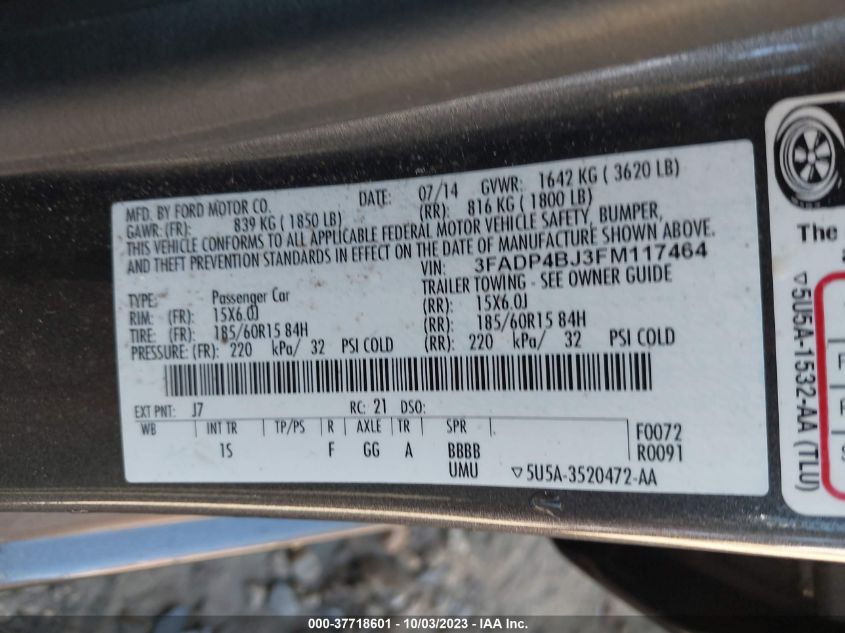 MFD. BY FORD MOTOR CO. DATE: 07/14 GVWR: 1642 KG ( 3620 LB)
GAWR: (FR): 839 KG ( 1850 LB) (RR): 816 KG ( 1800 LB)
THIS VEHICLE CONFORMS TO ALL APPLICABLE FEDERAL MOTOR VEHICLE SAFETY, BUMPER,
AND THEFT PREVENTION STANDARDS IN EFFECT ON THE DATE OF MANUFACTURE SHOWN ABOVE.
VIN: 3FADP4BJ3FM117464
TYPE: Passenger Car TRAILER TOWING - SEE OWNER GUIDE
RIM: (FR): 15X6.0J (RR): 15X6.0J
TIRE: (FR): 185/60R15 84H (RR): 185/60R15 84H
PRESSURE: (FR): 220 kPa/ 32 PSI COLD (RR): 220 kPa/ 32 PSI COLD
EXT PNT: J7 RC: 21 DSO:
WB INT TR TP/PS R AXLE TR SPR F0072
1S F GG A BBBB R0091
UMU ▽5U5A-3520472-AA
The
▽5U5A-1532-AA (TLU)
000-37718601 - 10/03/2023 - IAA Inc.